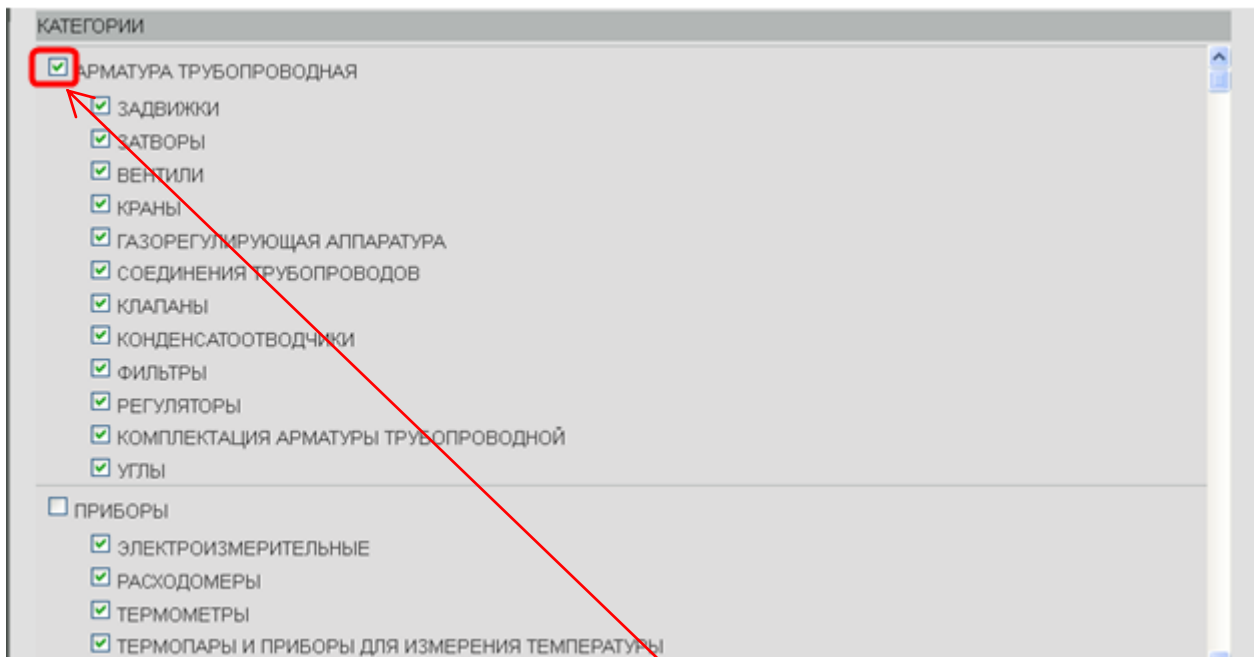 КАТЕГОРИИ
АРМАТУРА ТРУБОПРОВОДНАЯ
ЗАДВИЖКИ
ЗАТВОРЫ
ВЕНТИЛИ
КРАНЫ
ГАЗОРЕГУЛИРУЮЩАЯ АППАРАТУРА
СОЕДИНЕНИЯ ТРУБОПРОВОДОВ
КЛАПАНЫ
КОНДЕНСАТООТВОДЧИКИ
ФИЛЬТРЫ
РЕГУЛЯТОРЫ
КОМПЛЕКТАЦИЯ АРМАТУРЫ ТРУБОПРОВОДНОЙ
УГЛЫ
ПРИБОРЫ
ЭЛЕКТРОИЗМЕРИТЕЛЬНЫЕ
РАСХОДОМЕРЫ
ТЕРМОМЕТРЫ
ТЕРМОПАРЫ И ПРИБОРЫ ДЛЯ ИЗМЕРЕНИЯ ТЕМПЕРАТУРЫ